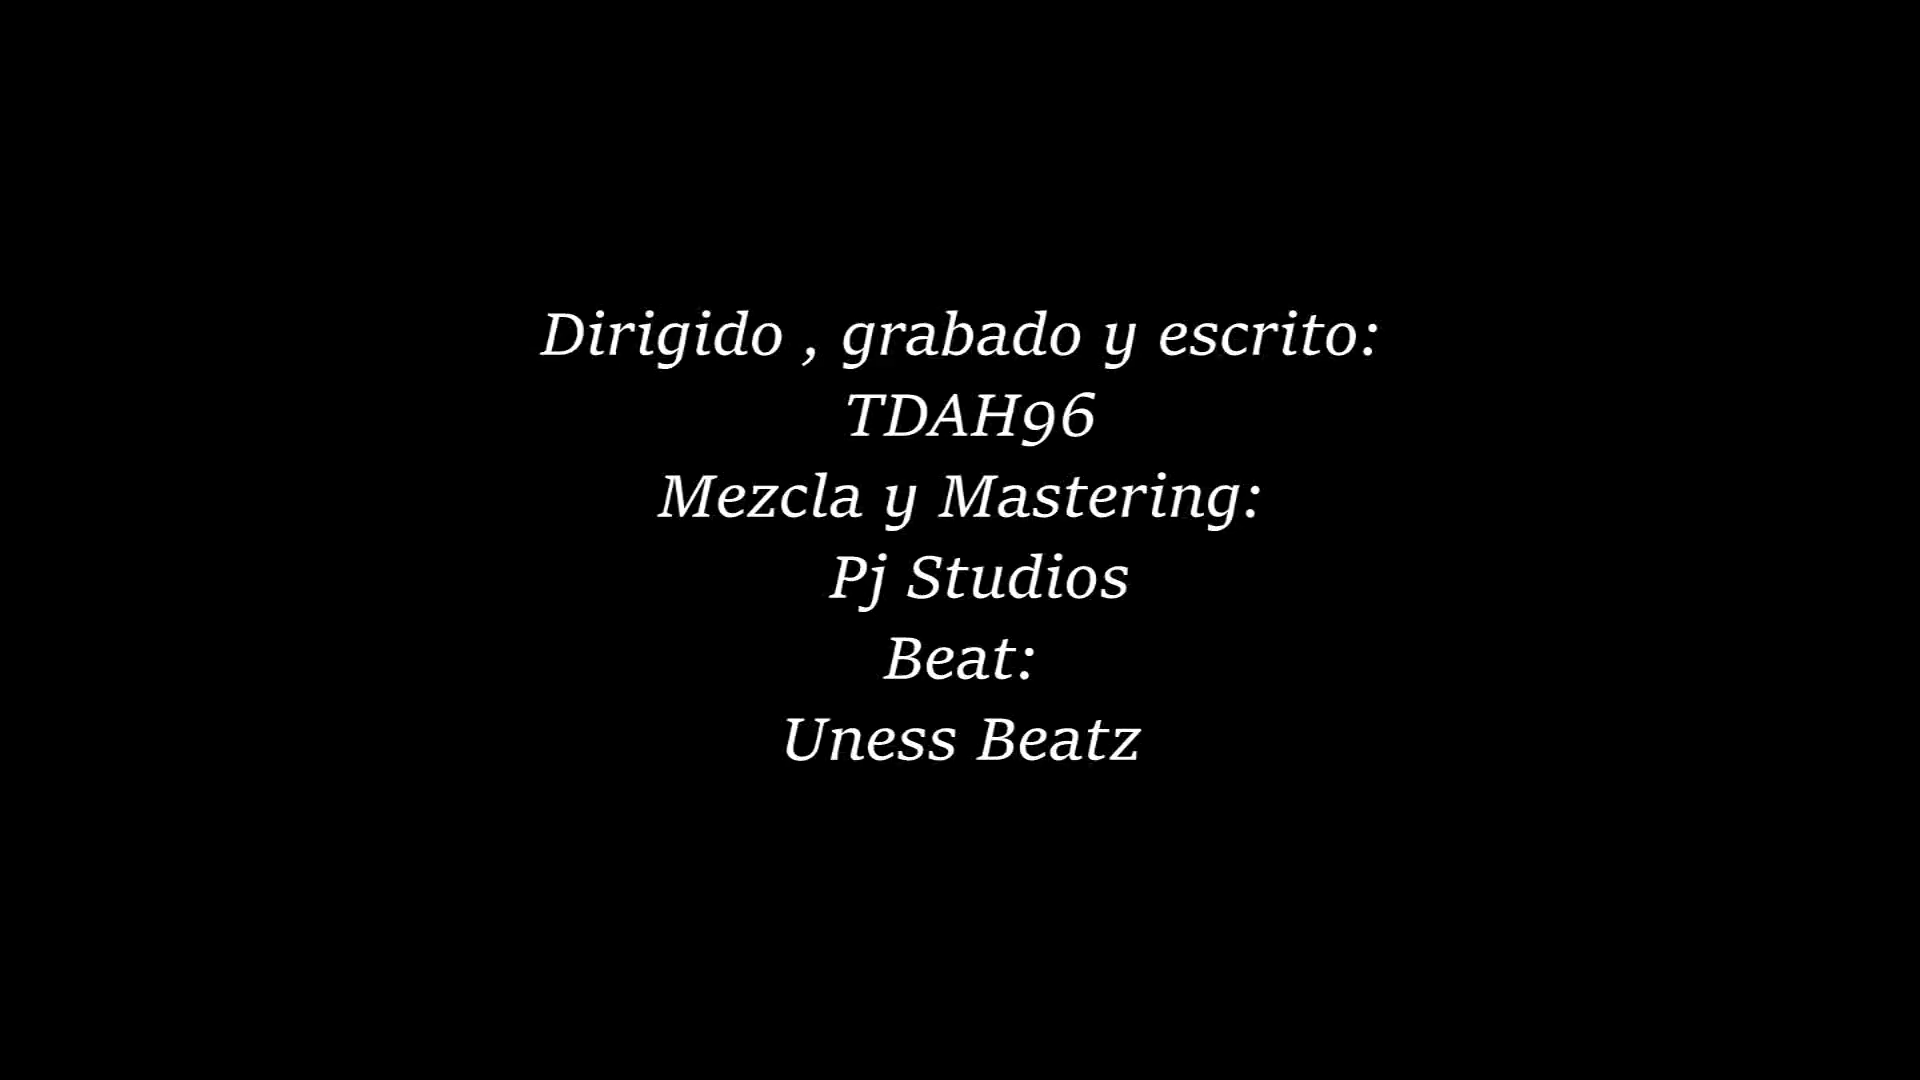 Dirigido , grabado y escrito:
TDAH96
Mezcla y Mastering:
Pj Studios
Beat:
Uness Beatz